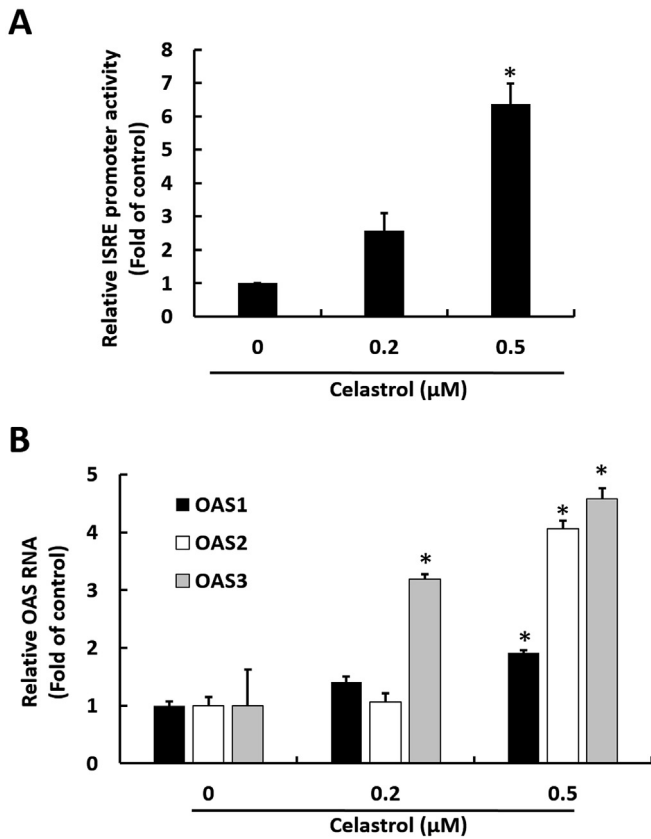 A
Relative ISRE promoter activity
(Fold of control)
8
7
6
5
4
3
2
1
0
*
0 0.2 0.5
Celastrol (µM)
B
Relative OAS RNA
(Fold of control)
5
4
3
2
1
0
OAS1
OAS2
OAS3
* * * *
0 0.2 0.5
Celastrol (µM)